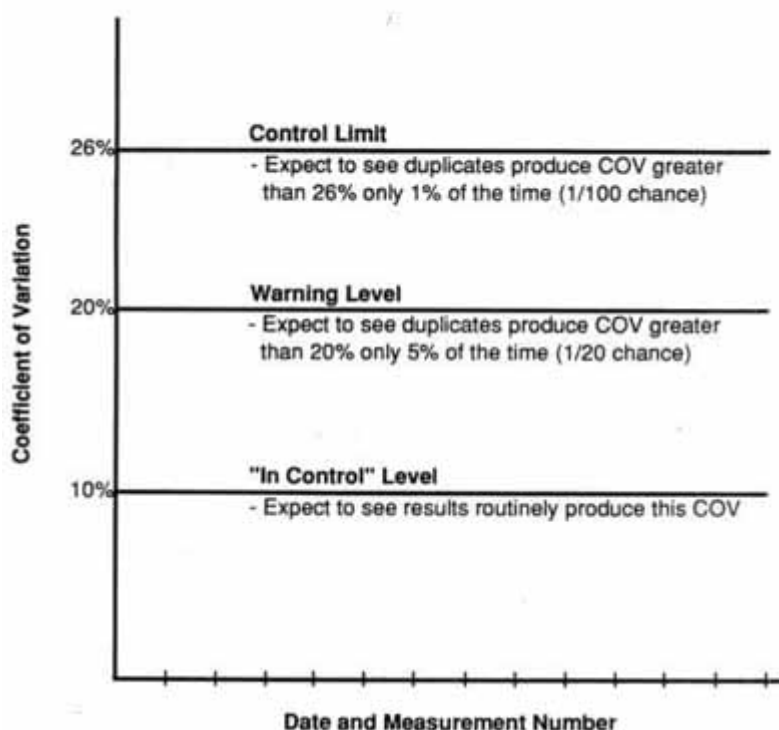 Control Limit
26%
- Expect to see duplicates produce COV greater
than 26% only 1% of the time (1/100 chance)
Warning Level
20%
- Expect to see duplicates produce COV greater
than 20% only 5% of the time (1/20 chance)
"In Control" Level
10%
- Expect to see results routinely produce this COV
Coefficient of Variation
Date and Measurement Number